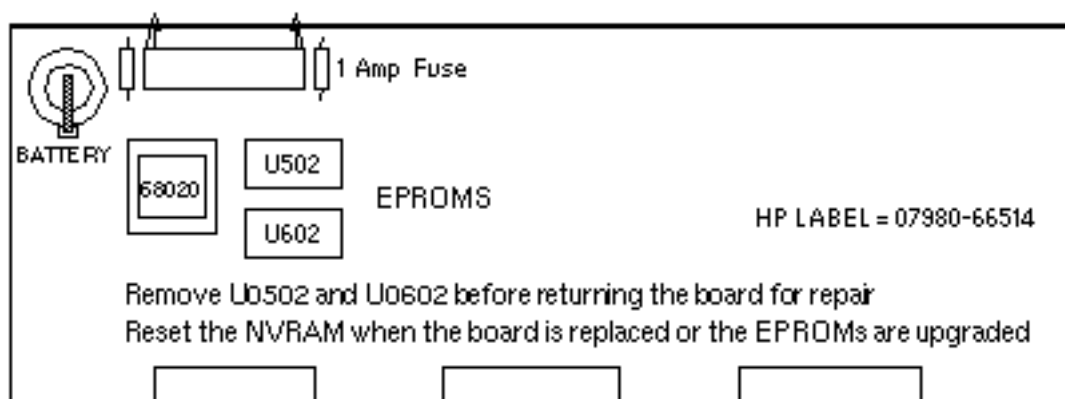 1 Amp Fuse
BATTERY
68020
U502
EPROMS
U602
HP LABEL = 07980-66514
Remove U0502 and U0602 before returning the board for repair
Reset the NVRAM when the board is replaced or the EPROMs are upgraded